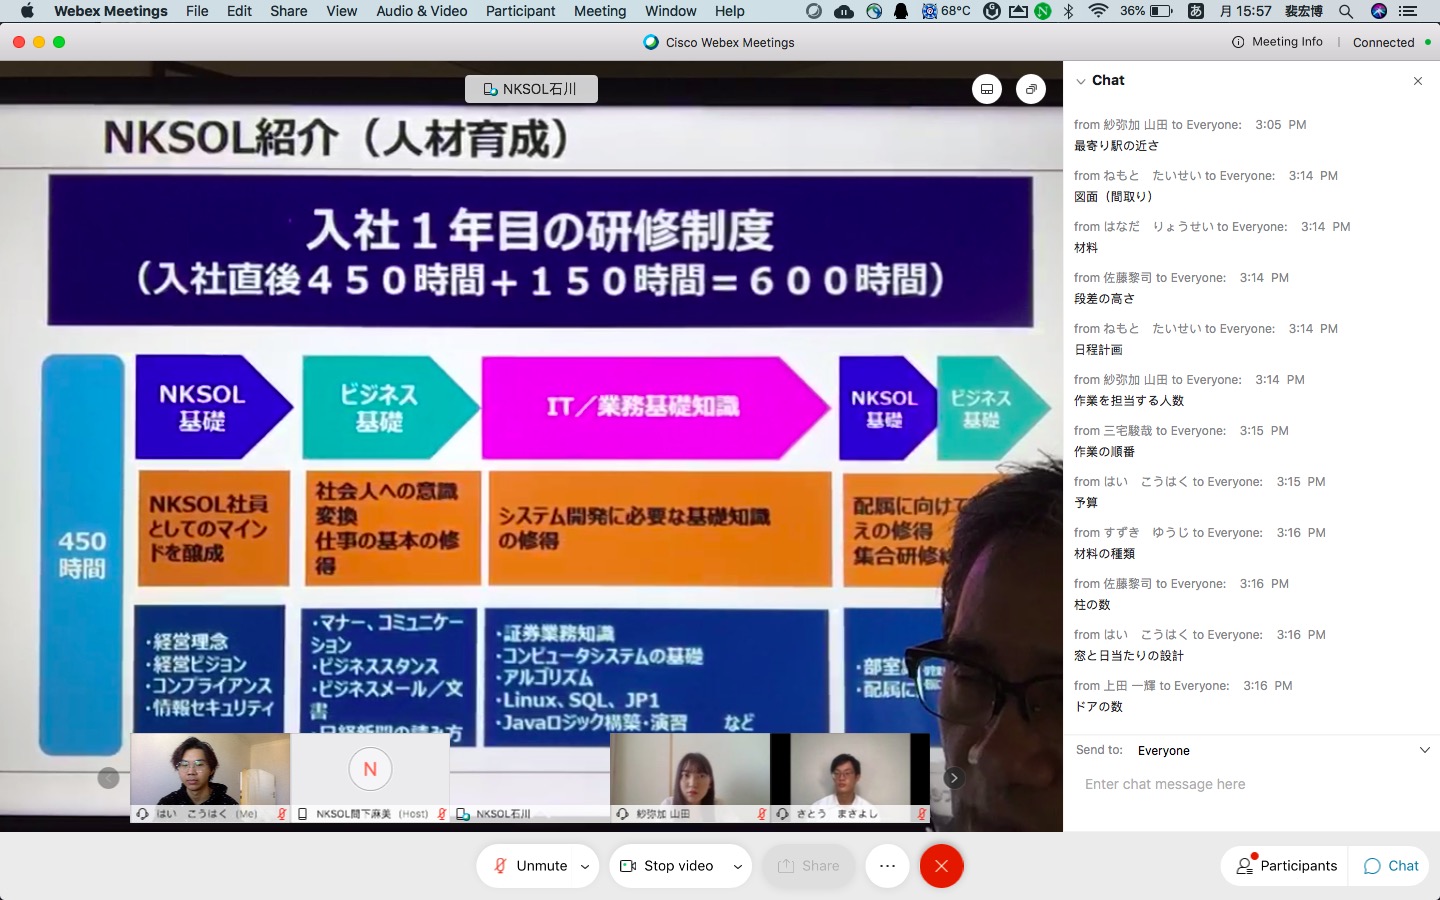 Webex Meetings File Edit Share View Audio & Video Participant Meeting Window Help
68°C 36% あ 月 15:57 裴宏博
Cisco Webex Meetings
Meeting Info Connected
NKSOL石川
NKSOL紹介（人材育成）
入社１年目の研修制度
（入社直後４５０時間＋１５０時間＝６００時間）
NKSOL
基礎
ビジネス
基礎
IT／業務基礎知識
NKSOL
基礎
ビジネス
基礎
450
時間
NKSOL社員
としてのマイン
ドを醸成
社会人への意識
変換
仕事の基本の修
得
システム開発に必要な基礎知識
の修得
配属に向けて
えの修得
集合研修
・経営理念
・経営ビジョン
・コンプライアンス
・情報セキュリティ
・マナー、コミュニケー
ション
・ビジネススタンス
・ビジネスメール／文
書
・日経新聞の読み方
・証券業務知識
・コンピュータシステムの基礎
・アルゴリズム
・Linux、SQL、JP1
・Javaロジック構築・演習 など
・部室
・配属に
N
はい こうはく (Me)
NKSOL間下麻美 (Host)
NKSOL石川
紗弥加 山田
さとう まさよし
Unmute
Stop video
Share
Participants
Chat
Chat
from 紗弥加 山田 to Everyone: 3:05 PM
最寄り駅の近さ
from ねもと たいせい to Everyone: 3:14 PM
図面（間取り）
from はなだ りょうせい to Everyone: 3:14 PM
材料
from 佐藤黎司 to Everyone: 3:14 PM
段差の高さ
from ねもと たいせい to Everyone: 3:14 PM
日程計画
from 紗弥加 山田 to Everyone: 3:14 PM
作業を担当する人数
from 三宅駿哉 to Everyone: 3:15 PM
作業の順番
from はい こうはく to Everyone: 3:15 PM
予算
from すずき ゆうじ to Everyone: 3:16 PM
材料の種類
from 佐藤黎司 to Everyone: 3:16 PM
柱の数
from はい こうはく to Everyone: 3:16 PM
窓と日当たりの設計
from 上田 一輝 to Everyone: 3:16 PM
ドアの数
Send to: Everyone
Enter chat message here